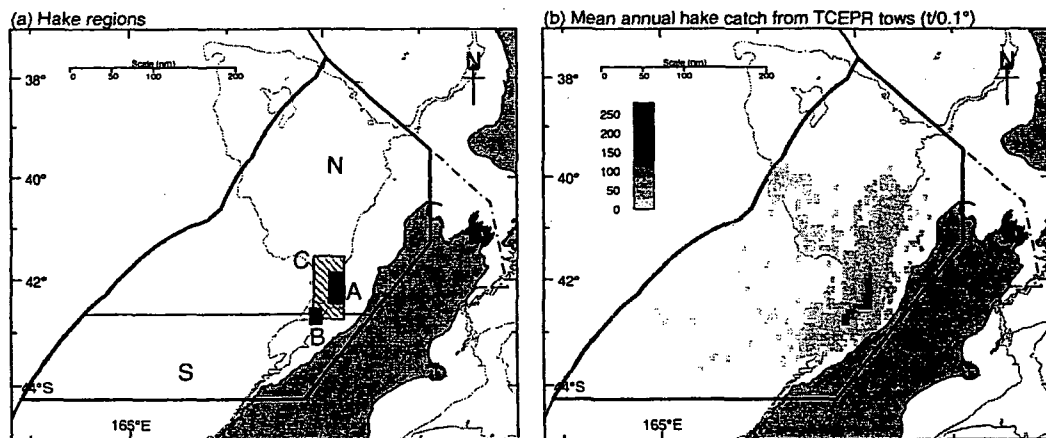 (a) Hake regions
38°
Scale (nm)
0 50 100 200
N
N
40°
C
42°
A
B
S
44°S
165°E
(b) Mean annual hake catch from TCEPR tows (t/0.1°)
38°
Scale (nm)
0 50 100 200
N
250
200
150
100
50
0
40°
42°
44°S
165°E